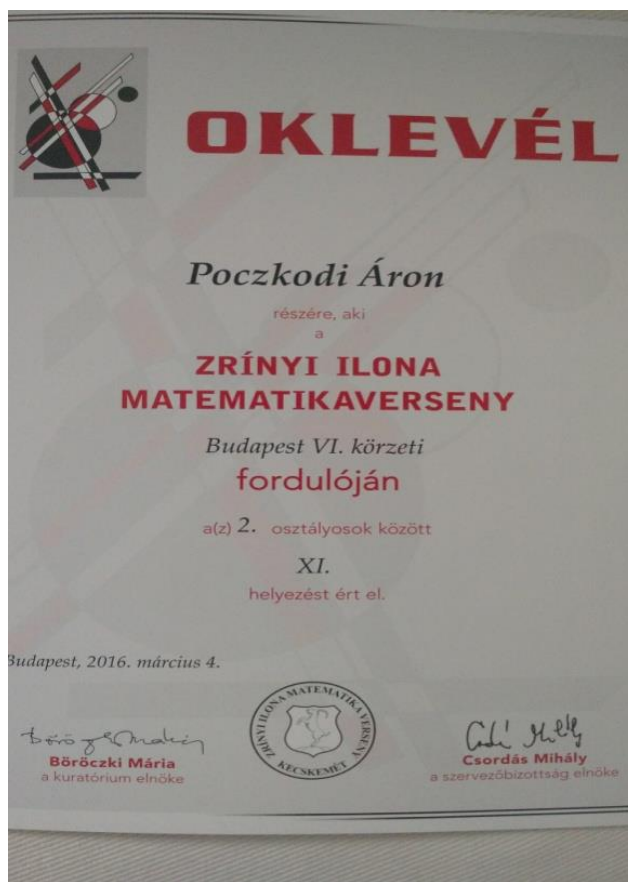 OKLEVÉL
Poczkodi Áron
részére, aki
a
ZRÍNYI ILONA
MATEMATIKAVERSENY
Budapest VI. körzeti
fordulóján
a(z) 2. osztályosok között
XI.
helyezést ért el.
Budapest, 2016. március 4.
ZRÍNYI ILONA MATEMATIKAVERSENY
KECSKEMÉT
Böröczki Mária
a kuratórium elnöke
Csordás Mihály
a szervezőbizottság elnöke